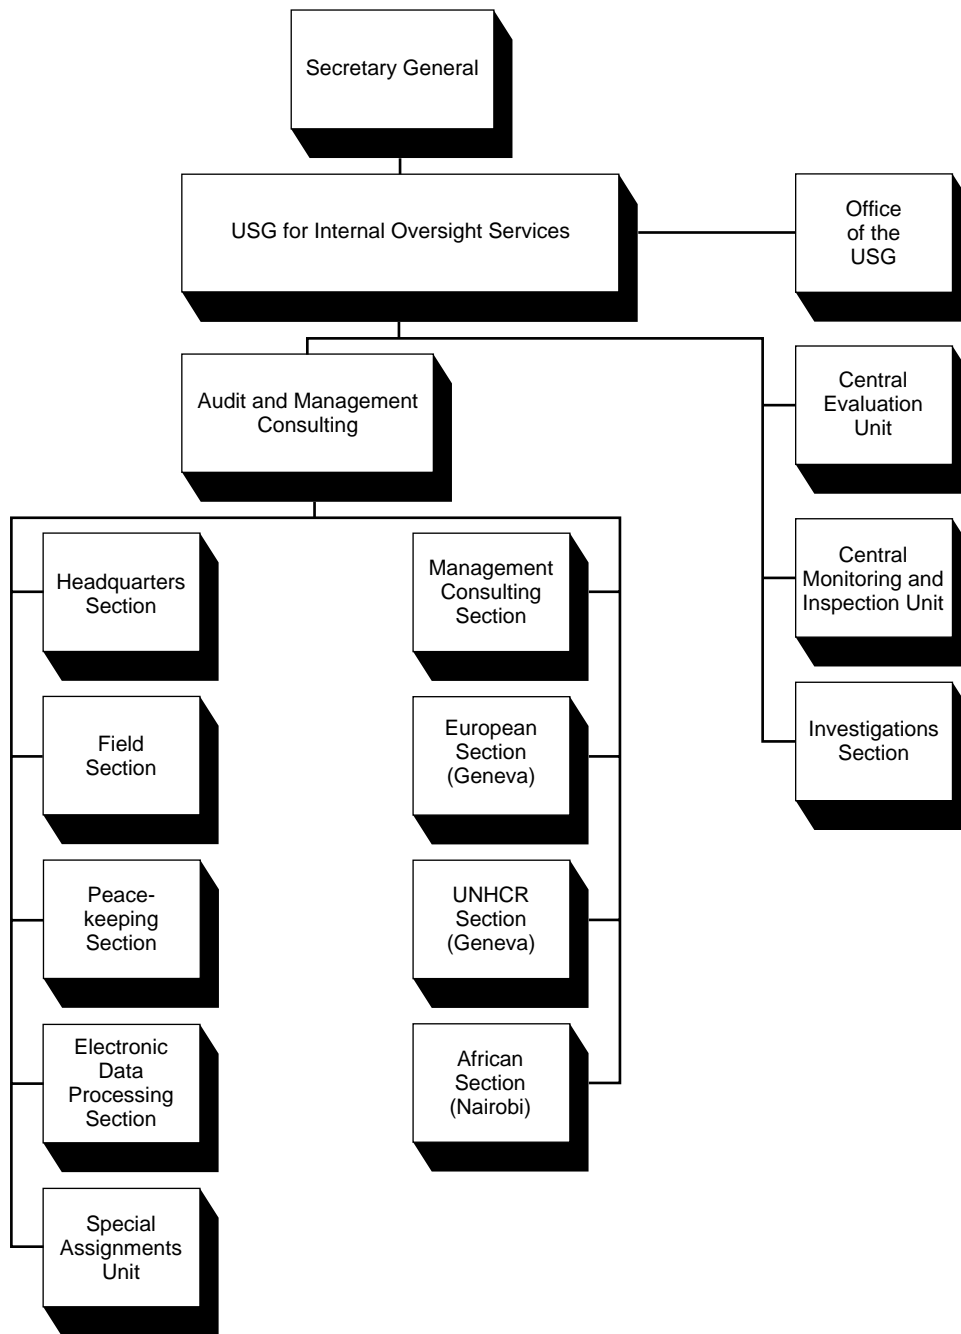 Secretary General
USG for Internal Oversight Services
Office
of the
USG
Audit and Management
Consulting
Central
Evaluation
Unit
Central
Monitoring and
Inspection Unit
Investigations
Section
Headquarters
Section
Field
Section
Peace-
keeping
Section
Electronic
Data
Processing
Section
Special
Assignments
Unit
Management
Consulting
Section
European
Section
(Geneva)
UNHCR
Section
(Geneva)
African
Section
(Nairobi)